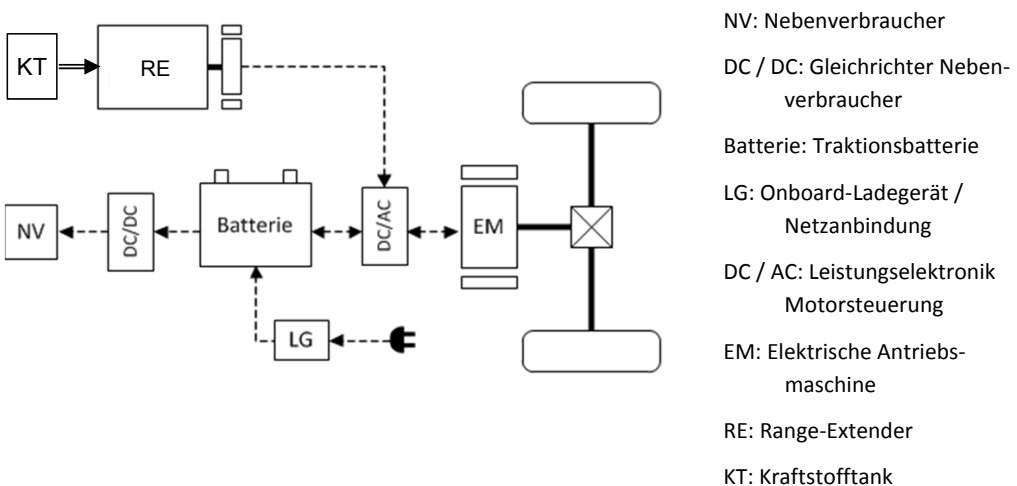 KT
RE
NV
DC/DC
Batterie
DC/AC
EM
LG
NV: Nebenverbraucher
DC / DC: Gleichrichter Neben-
verbraucher
Batterie: Traktionsbatterie
LG: Onboard-Ladegerät /
Netzanbindung
DC / AC: Leistungselektronik
Motorsteuerung
EM: Elektrische Antriebs-
maschine
RE: Range-Extender
KT: Kraftstofftank